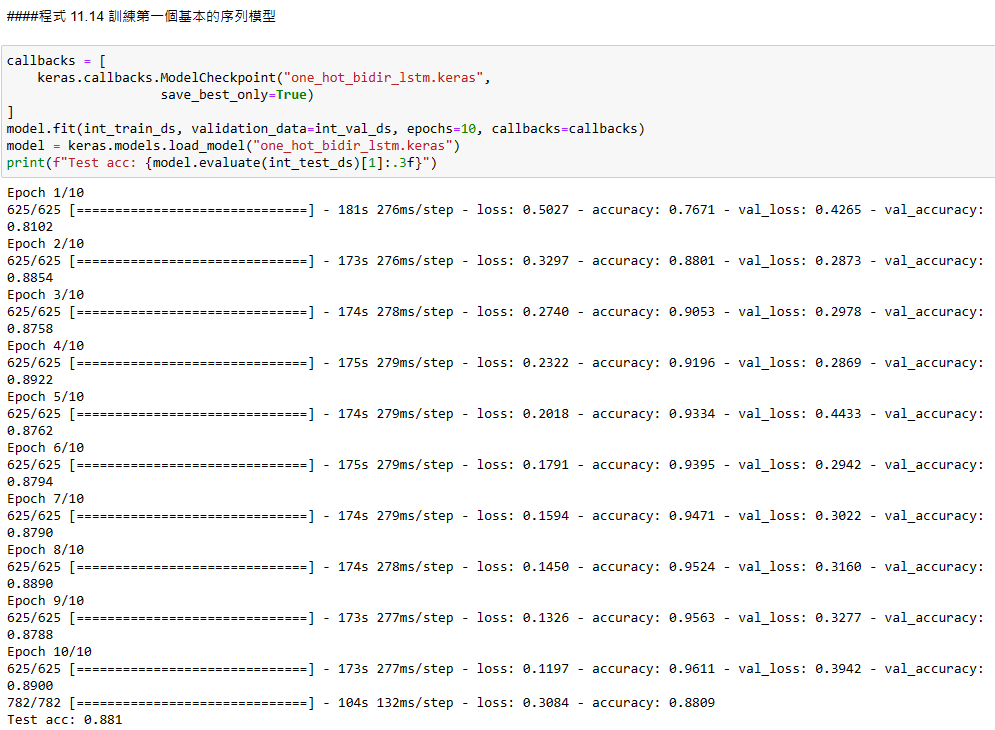 ####程式 11.14 訓練第一個基本的序列模型
callbacks = [
    keras.callbacks.ModelCheckpoint("one_hot_bidir_lstm.keras",
                    save_best_only=True)
]
model.fit(int_train_ds, validation_data=int_val_ds, epochs=10, callbacks=callbacks)
model = keras.models.load_model("one_hot_bidir_lstm.keras")
print(f"Test acc: {model.evaluate(int_test_ds)[1]:.3f}")
Epoch 1/10
625/625 [==============================] - 181s 276ms/step - loss: 0.5027 - accuracy: 0.7671 - val_loss: 0.4265 - val_accuracy:
0.8102
Epoch 2/10
625/625 [==============================] - 173s 276ms/step - loss: 0.3297 - accuracy: 0.8801 - val_loss: 0.2873 - val_accuracy:
0.8854
Epoch 3/10
625/625 [==============================] - 174s 278ms/step - loss: 0.2740 - accuracy: 0.9053 - val_loss: 0.2978 - val_accuracy:
0.8758
Epoch 4/10
625/625 [==============================] - 175s 279ms/step - loss: 0.2322 - accuracy: 0.9196 - val_loss: 0.2869 - val_accuracy:
0.8922
Epoch 5/10
625/625 [==============================] - 174s 279ms/step - loss: 0.2018 - accuracy: 0.9334 - val_loss: 0.4433 - val_accuracy:
0.8762
Epoch 6/10
625/625 [==============================] - 175s 279ms/step - loss: 0.1791 - accuracy: 0.9395 - val_loss: 0.2942 - val_accuracy:
0.8794
Epoch 7/10
625/625 [==============================] - 174s 279ms/step - loss: 0.1594 - accuracy: 0.9471 - val_loss: 0.3022 - val_accuracy:
0.8790
Epoch 8/10
625/625 [==============================] - 174s 278ms/step - loss: 0.1450 - accuracy: 0.9524 - val_loss: 0.3160 - val_accuracy:
0.8890
Epoch 9/10
625/625 [==============================] - 173s 277ms/step - loss: 0.1326 - accuracy: 0.9563 - val_loss: 0.3277 - val_accuracy:
0.8788
Epoch 10/10
625/625 [==============================] - 173s 277ms/step - loss: 0.1197 - accuracy: 0.9611 - val_loss: 0.3942 - val_accuracy:
0.8900
782/782 [==============================] - 104s 132ms/step - loss: 0.3084 - accuracy: 0.8809
Test acc: 0.881